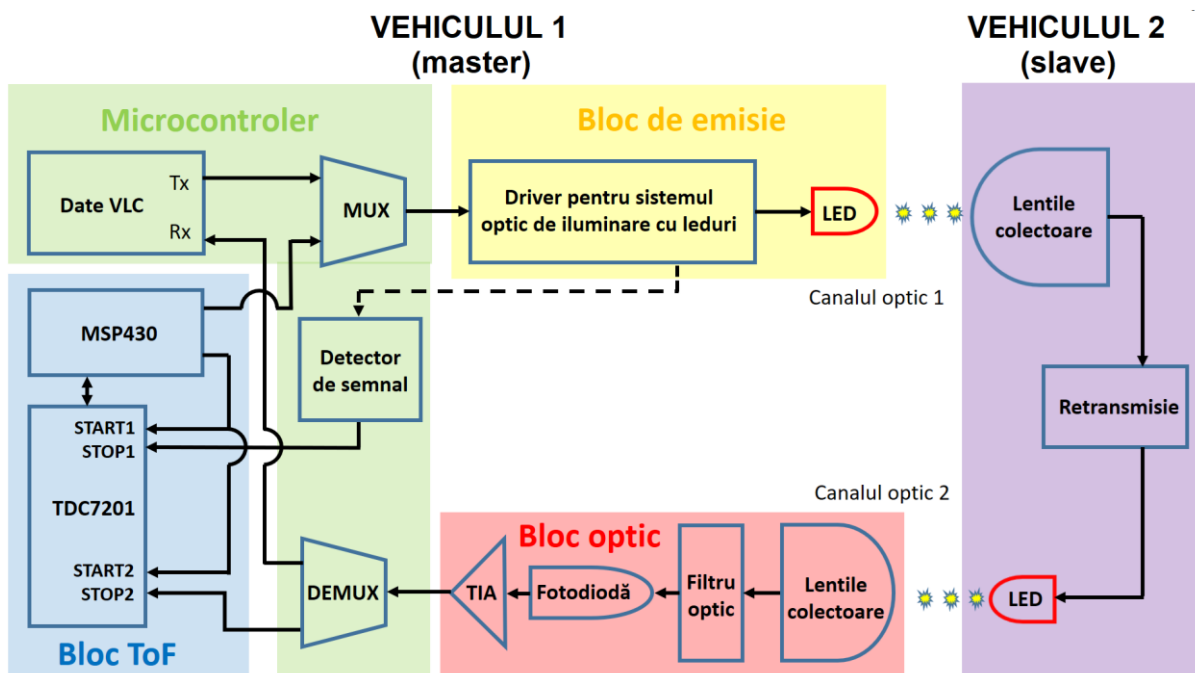 VEHICULUL 1
(master)
VEHICULUL 2
(slave)
Microcontroler
Bloc de emisie
Date VLC
Tx
Rx
MUX
Driver pentru sistemul
optic de iluminare cu leduri
LED
Lentile
colectoare
Canalul optic 1
MSP430
Detector
de semnal
START1
STOP1
TDC7201
START2
STOP2
Bloc ToF
Retransmisie
Canalul optic 2
Bloc optic
DEMUX
TIA
Fotodiodă
Filtru
optic
Lentile
colectoare
LED